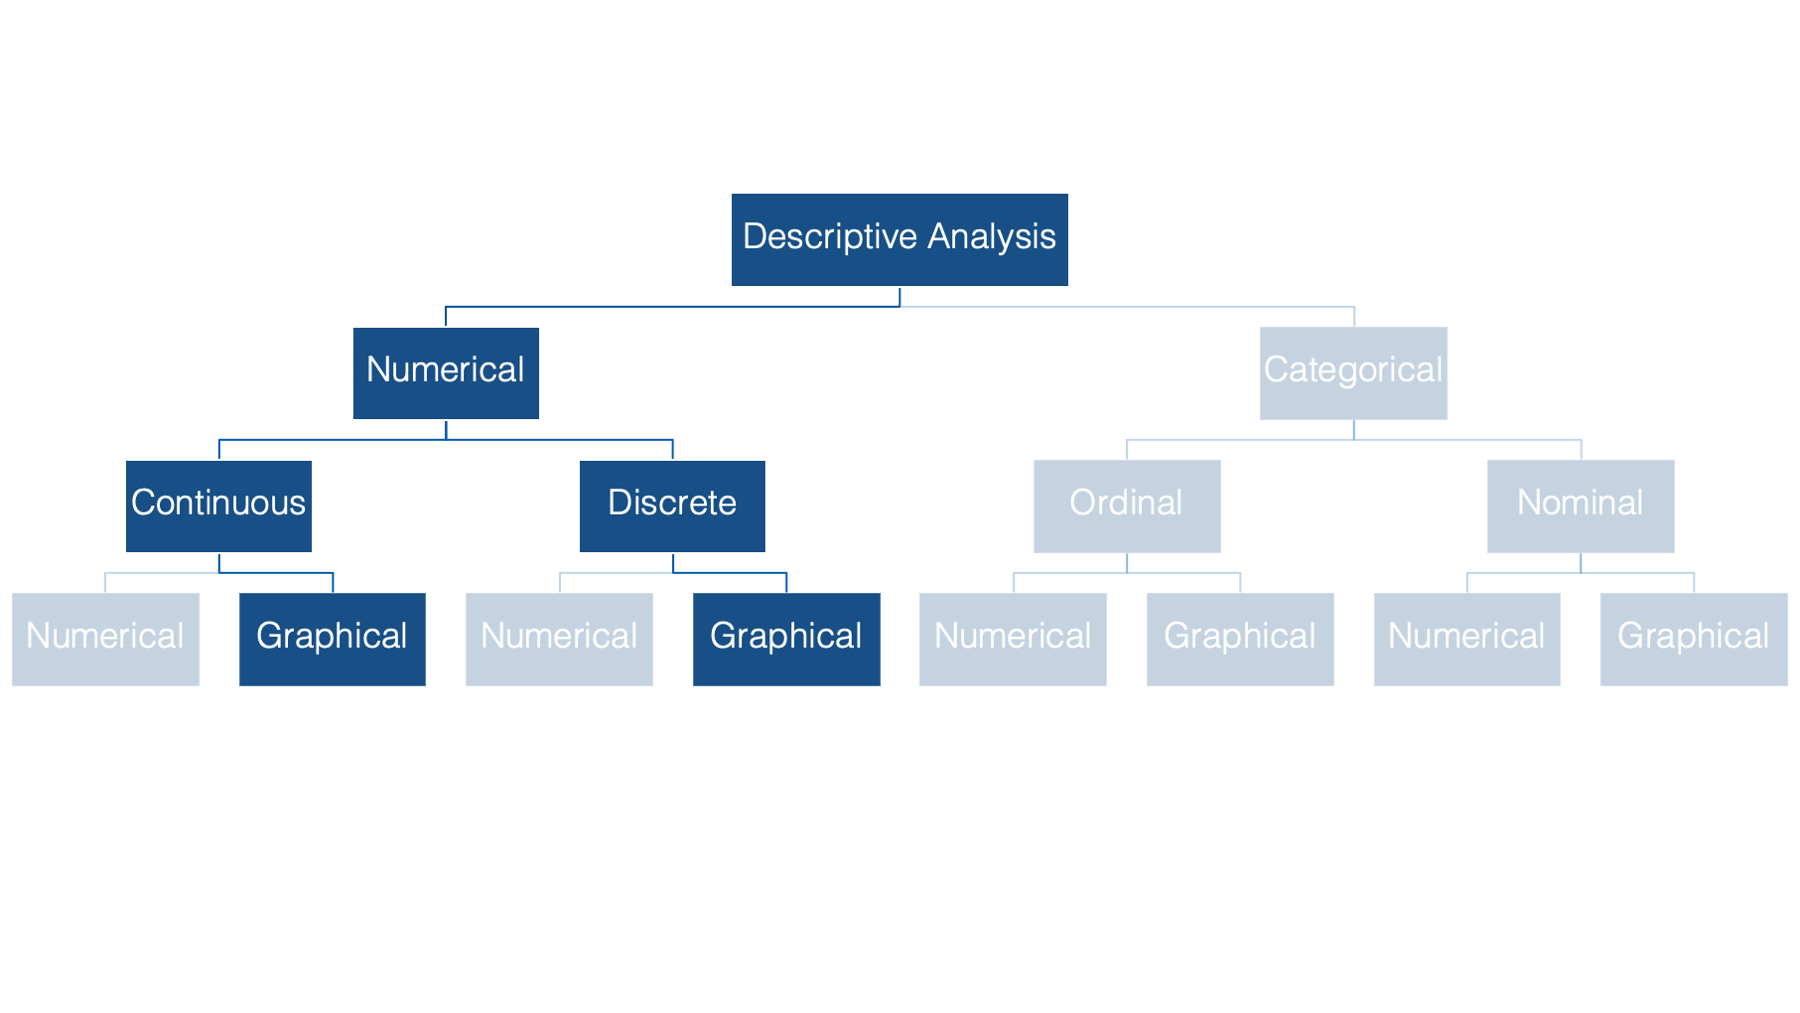 Descriptive Analysis
Numerical
Categorical
Continuous
Discrete
Ordinal
Nominal
Numerical
Graphical
Numerical
Graphical
Numerical
Graphical
Numerical
Graphical